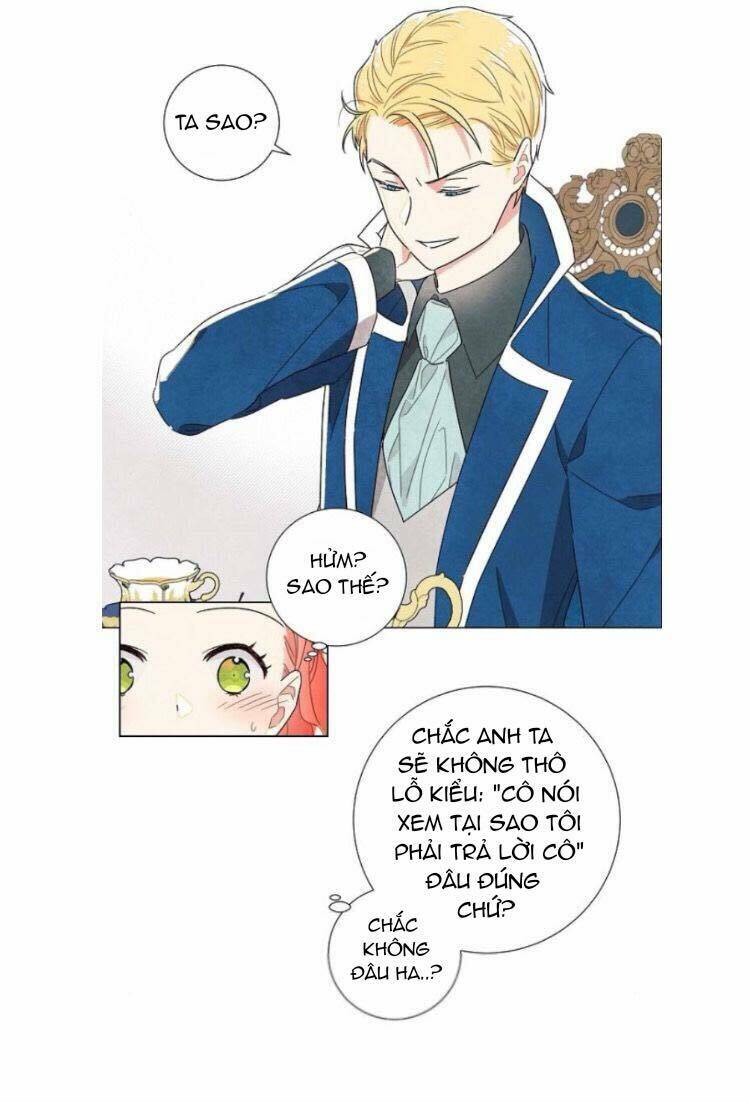 TA SAO?
HỬM?
SAO THẾ?
CHẮC ANH TA
SẼ KHÔNG THÔ
LỖ KIỂU: "CÔ NÓI
XEM TẠI SAO TÔI
PHẢI TRẢ LỜI CÔ"
ĐÂU ĐÚNG
CHỨ?
CHẮC
KHÔNG
ĐÂU HA..?